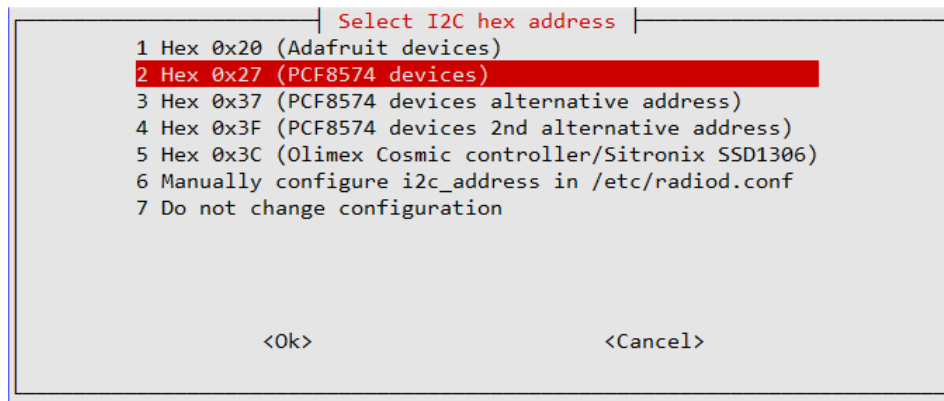 Select I2C hex address
1 Hex 0x20 (Adafruit devices)
2 Hex 0x27 (PCF8574 devices)
3 Hex 0x37 (PCF8574 devices alternative address)
4 Hex 0x3F (PCF8574 devices 2nd alternative address)
5 Hex 0x3C (Olimex Cosmic controller/Sitronix SSD1306)
6 Manually configure i2c_address in /etc/radiod.conf
7 Do not change configuration
<Ok> <Cancel>